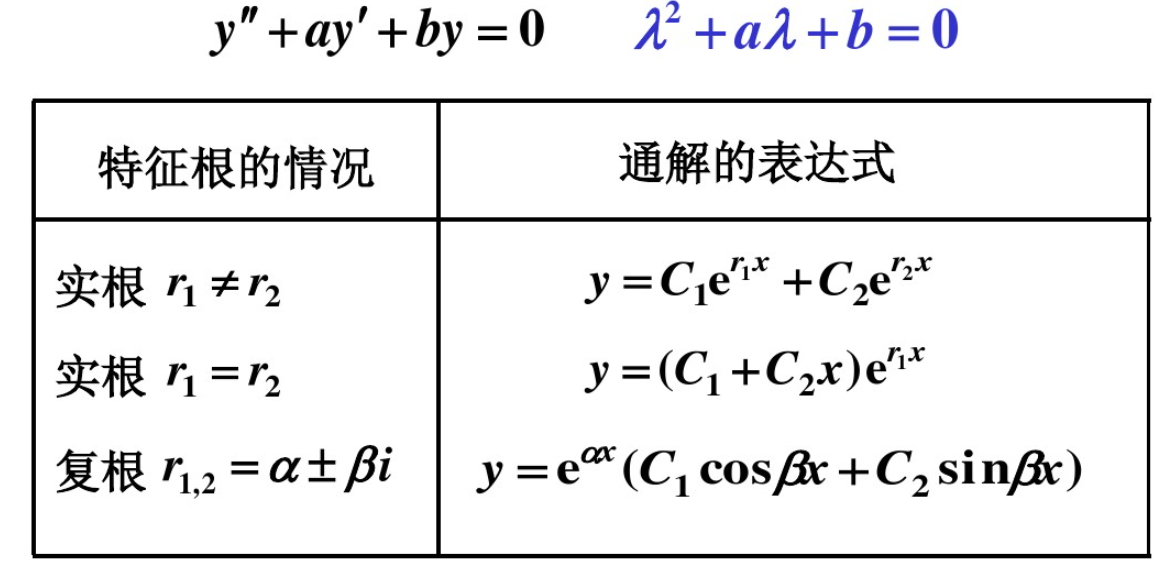 y″+ay′+by=0 λ²+aλ+b=0
特征根的情况 通解的表达式
实根 r₁≠r₂ y=C₁e^{r₁x}+C₂e^{r₂x}
实根 r₁=r₂ y=(C₁+C₂x)e^{r₁x}
复根 r₁,₂=α±βi y=e^{αx}(C₁cosβx+C₂sinβx)